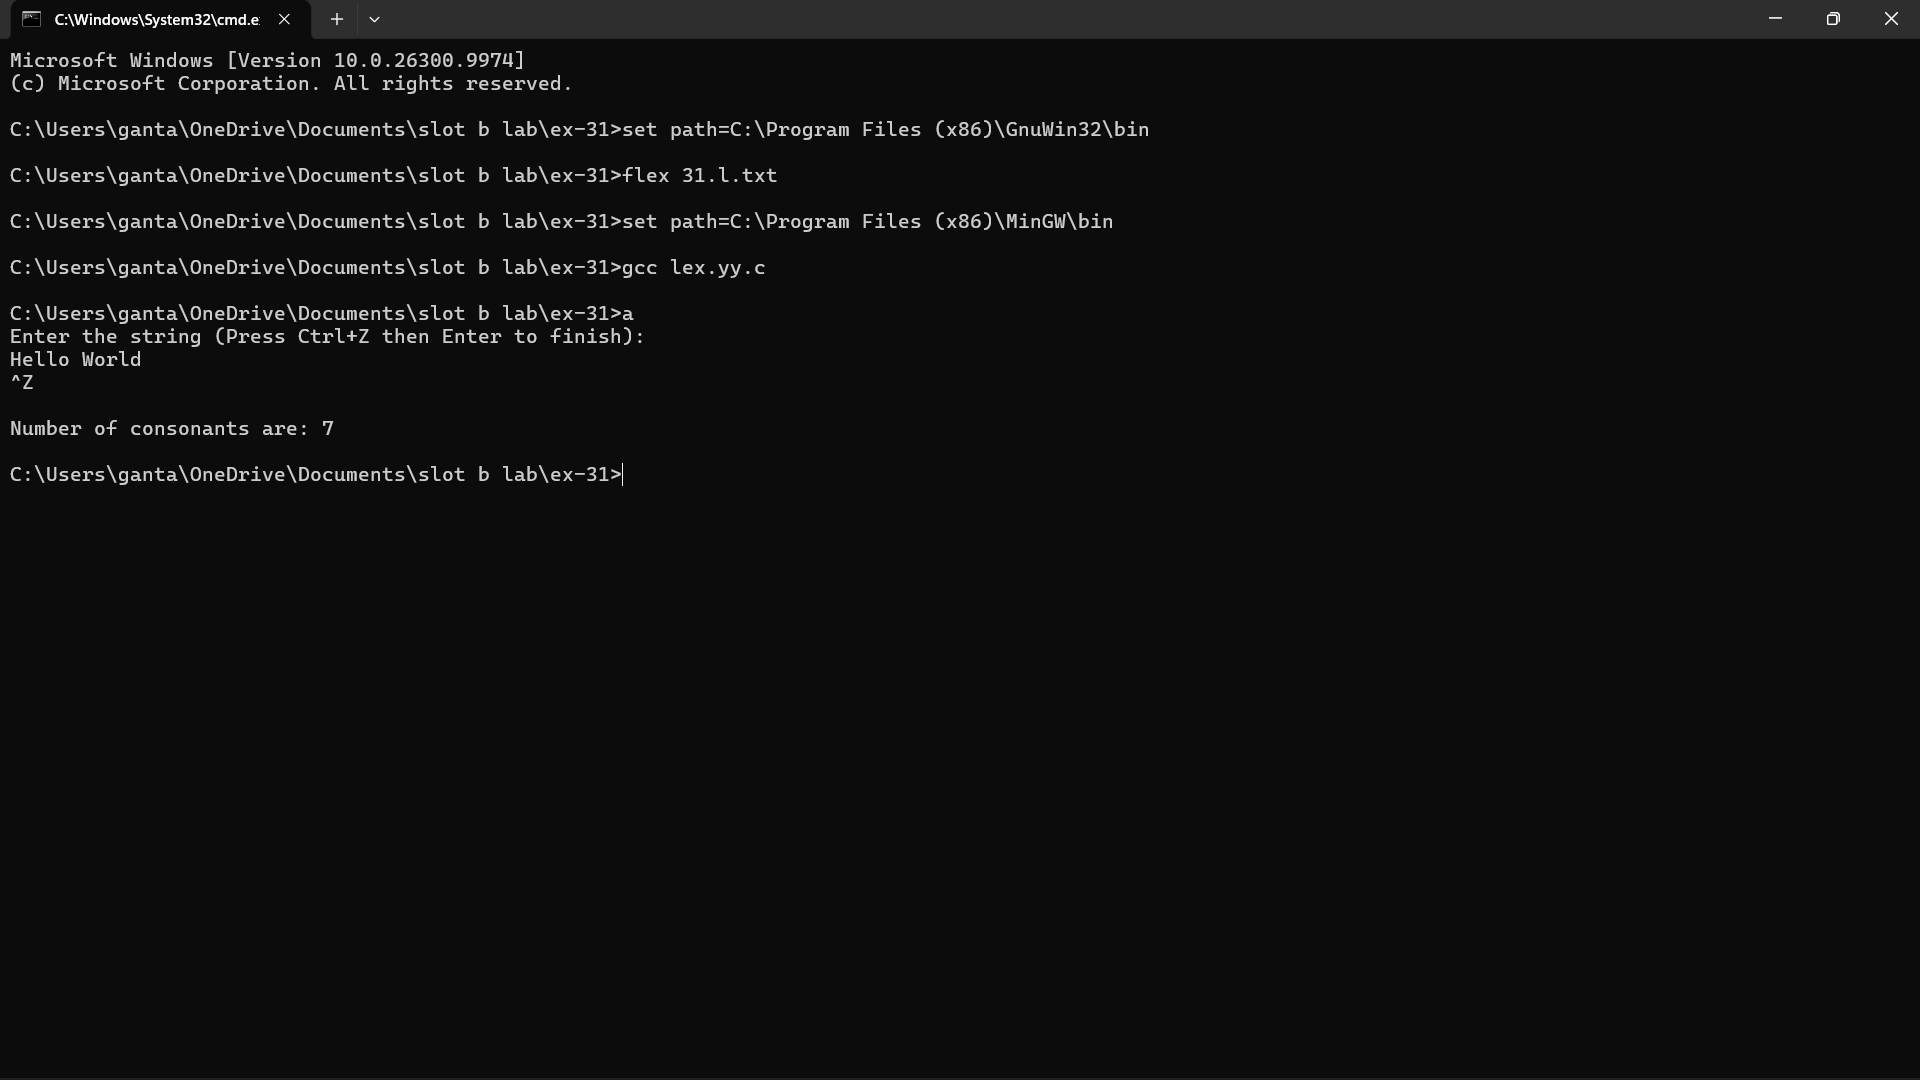 C:\Windows\System32\cmd.e
Microsoft Windows [Version 10.0.26300.9974]
(c) Microsoft Corporation. All rights reserved.
C:\Users\ganta\OneDrive\Documents\slot b lab\ex-31>set path=C:\Program Files (x86)\GnuWin32\bin
C:\Users\ganta\OneDrive\Documents\slot b lab\ex-31>flex 31.l.txt
C:\Users\ganta\OneDrive\Documents\slot b lab\ex-31>set path=C:\Program Files (x86)\MinGW\bin
C:\Users\ganta\OneDrive\Documents\slot b lab\ex-31>gcc lex.yy.c
C:\Users\ganta\OneDrive\Documents\slot b lab\ex-31>a
Enter the string (Press Ctrl+Z then Enter to finish):
Hello World
^Z
Number of consonants are: 7
C:\Users\ganta\OneDrive\Documents\slot b lab\ex-31>